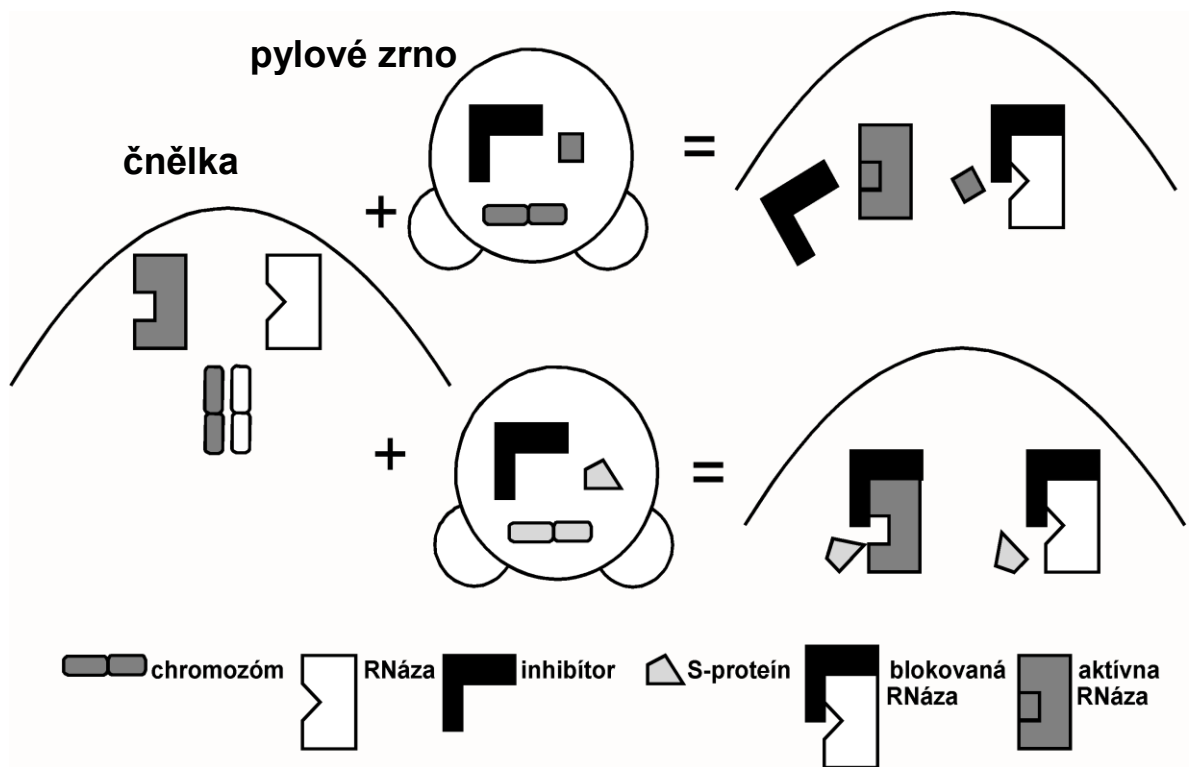 pylové zrno
čnělka
+
=
+
=
chromozóm
RNáza
inhibítor
S-proteín
blokovaná
RNáza
aktívna
RNáza